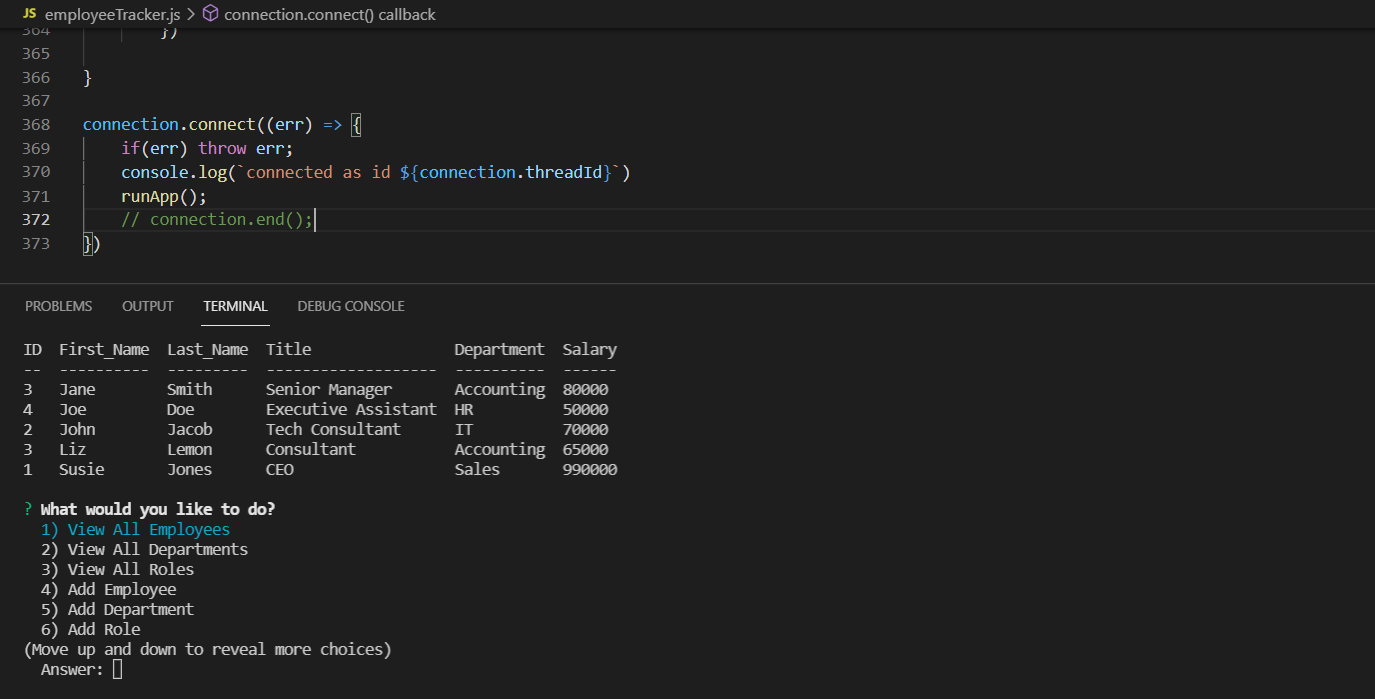 JS employeeTracker.js > connection.connect() callback
364 })
365
366 }
367
368 connection.connect((err) => {
369 if(err) throw err;
370 console.log(`connected as id ${connection.threadId}`)
371 runApp();
372 // connection.end();
373 })
PROBLEMS OUTPUT TERMINAL DEBUG CONSOLE
ID First_Name Last_Name Title Department Salary
-- ---------- --------- ------------------- ---------- ------
3 Jane Smith Senior Manager Accounting 80000
4 Joe Doe Executive Assistant HR 50000
2 John Jacob Tech Consultant IT 70000
3 Liz Lemon Consultant Accounting 65000
1 Susie Jones CEO Sales 990000
? What would you like to do?
1) View All Employees
2) View All Departments
3) View All Roles
4) Add Employee
5) Add Department
6) Add Role
(Move up and down to reveal more choices)
Answer: